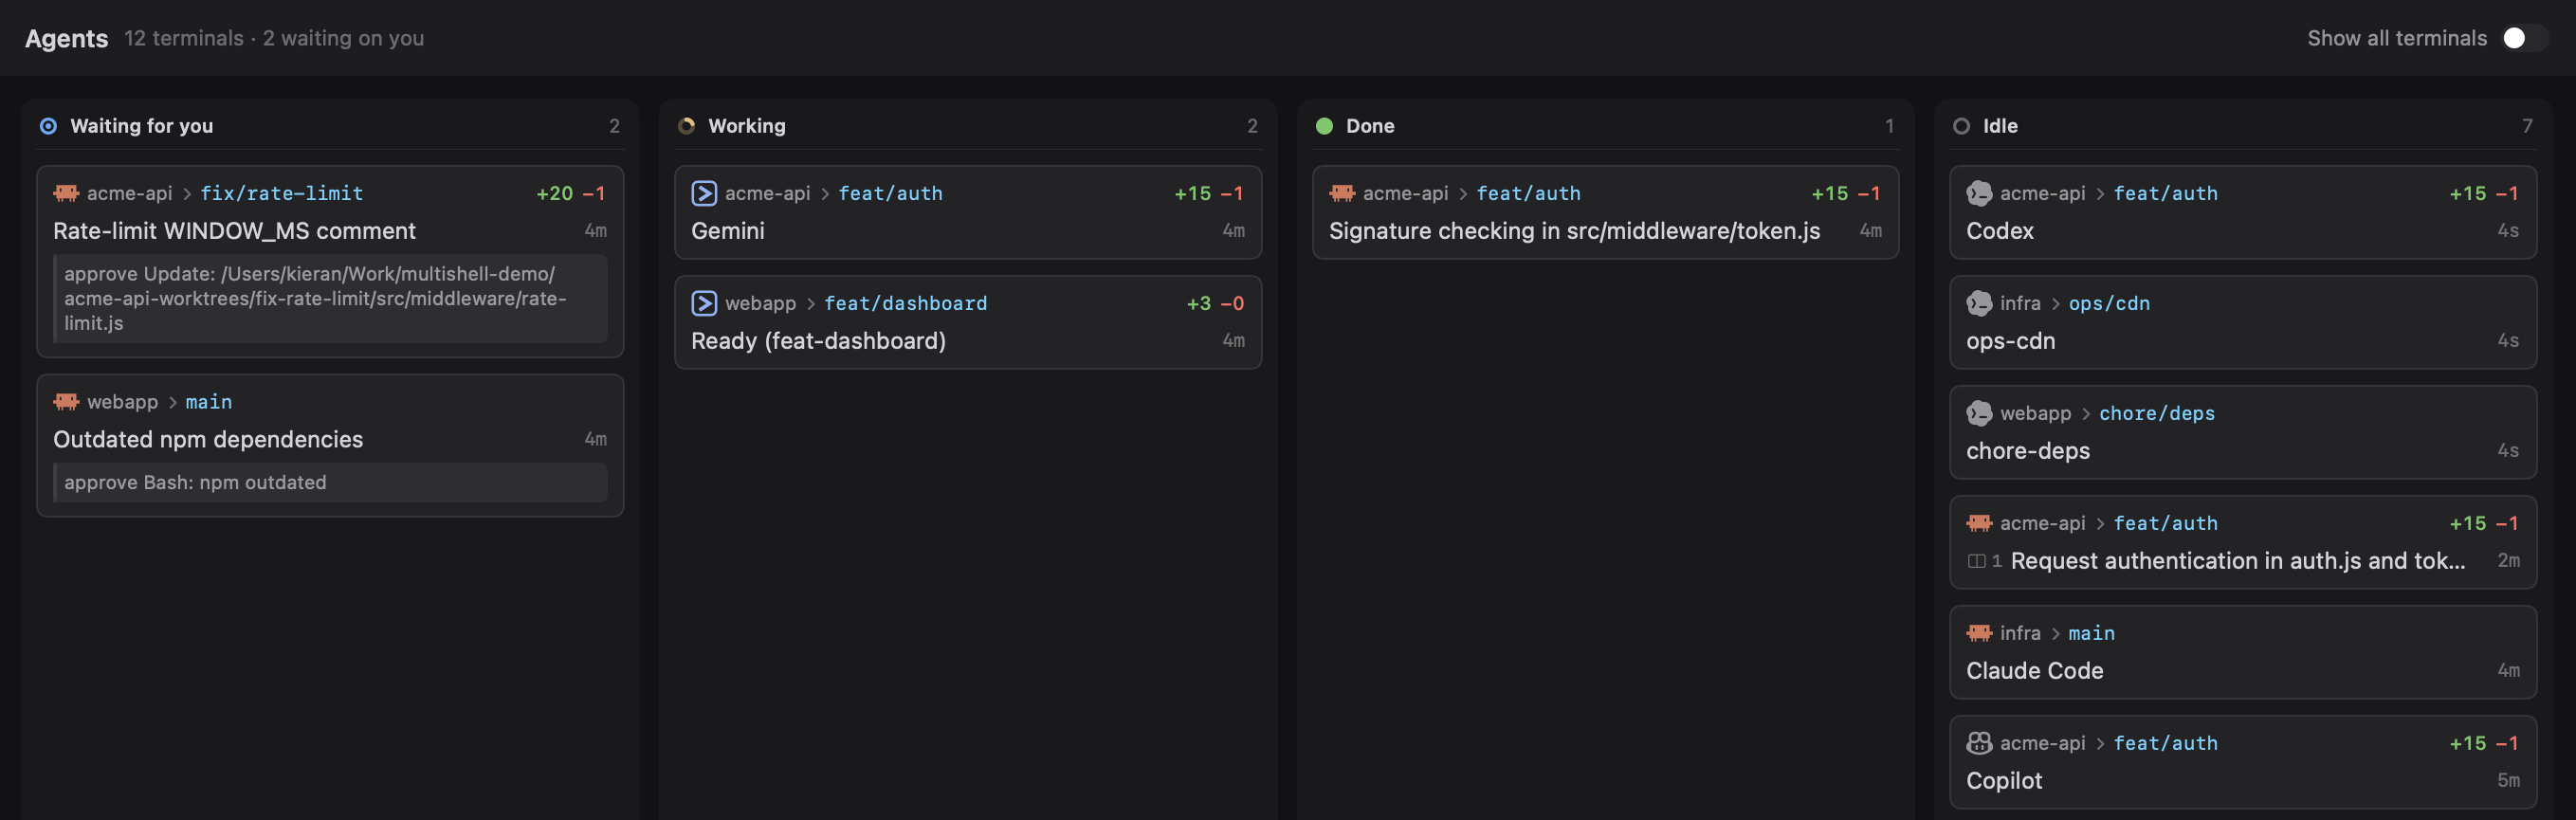 Agents 12 terminals · 2 waiting on you
Show all terminals
Waiting for you 2
acme-api > fix/rate-limit +20 −1
Rate-limit WINDOW_MS comment 4m
approve Update: /Users/kieran/Work/multishell-demo/
acme-api-worktrees/fix-rate-limit/src/middleware/rate-
limit.js
webapp > main
Outdated npm dependencies 4m
approve Bash: npm outdated
Working 2
acme-api > feat/auth +15 −1
Gemini 4m
webapp > feat/dashboard +3 −0
Ready (feat-dashboard) 4m
Done 1
acme-api > feat/auth +15 −1
Signature checking in src/middleware/token.js 4m
Idle 7
acme-api > feat/auth +15 −1
Codex 4s
infra > ops/cdn
ops-cdn 4s
webapp > chore/deps
chore-deps 4s
acme-api > feat/auth +15 −1
1 Request authentication in auth.js and tok... 2m
infra > main
Claude Code 4m
acme-api > feat/auth +15 −1
Copilot 5m